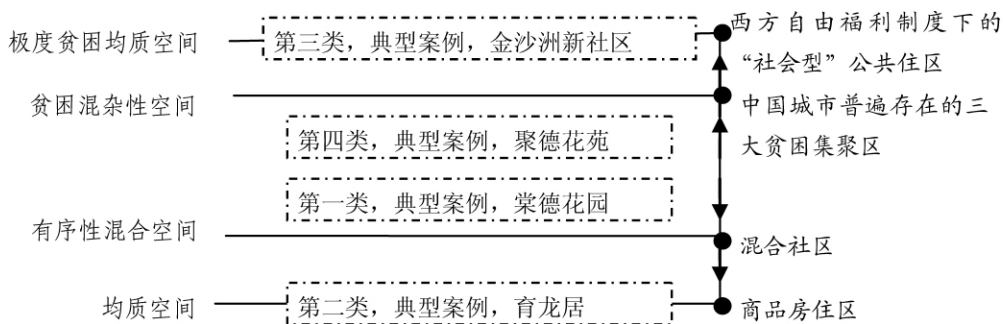 极度贫困均质空间
第三类，典型案例，金沙洲新社区
西方自由福利制度下的
“社会型”公共住区
贫困混杂性空间
中国城市普遍存在的三
大贫困集聚区
第四类，典型案例，聚德花苑
第一类，典型案例，棠德花园
有序性混合空间
混合社区
均质空间
第二类，典型案例，育龙居
商品房住区